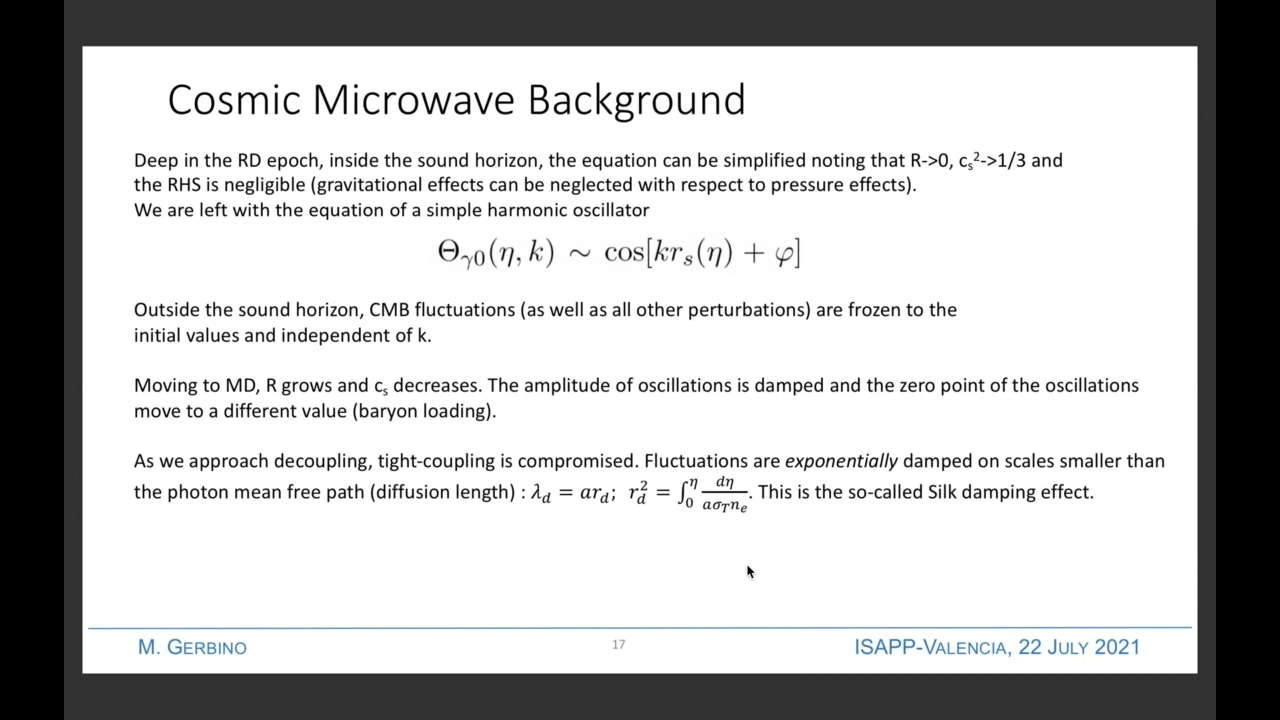 Cosmic Microwave Background
Deep in the RD epoch, inside the sound horizon, the equation can be simplified noting that R->0, cₛ²->1/3 and
the RHS is negligible (gravitational effects can be neglected with respect to pressure effects).
We are left with the equation of a simple harmonic oscillator
Θγ0(η, k) ∼ cos[krₛ(η) + φ]
Outside the sound horizon, CMB fluctuations (as well as all other perturbations) are frozen to the
initial values and independent of k.
Moving to MD, R grows and cₛ decreases. The amplitude of oscillations is damped and the zero point of the oscillations
move to a different value (baryon loading).
As we approach decoupling, tight-coupling is compromised. Fluctuations are exponentially damped on scales smaller than
the photon mean free path (diffusion length) : λ_d = ar_d; r_d² = ∫₀^η dη/(aσ_T n_e). This is the so-called Silk damping effect.
M. GERBINO 17 ISAPP-VALENCIA, 22 JULY 2021